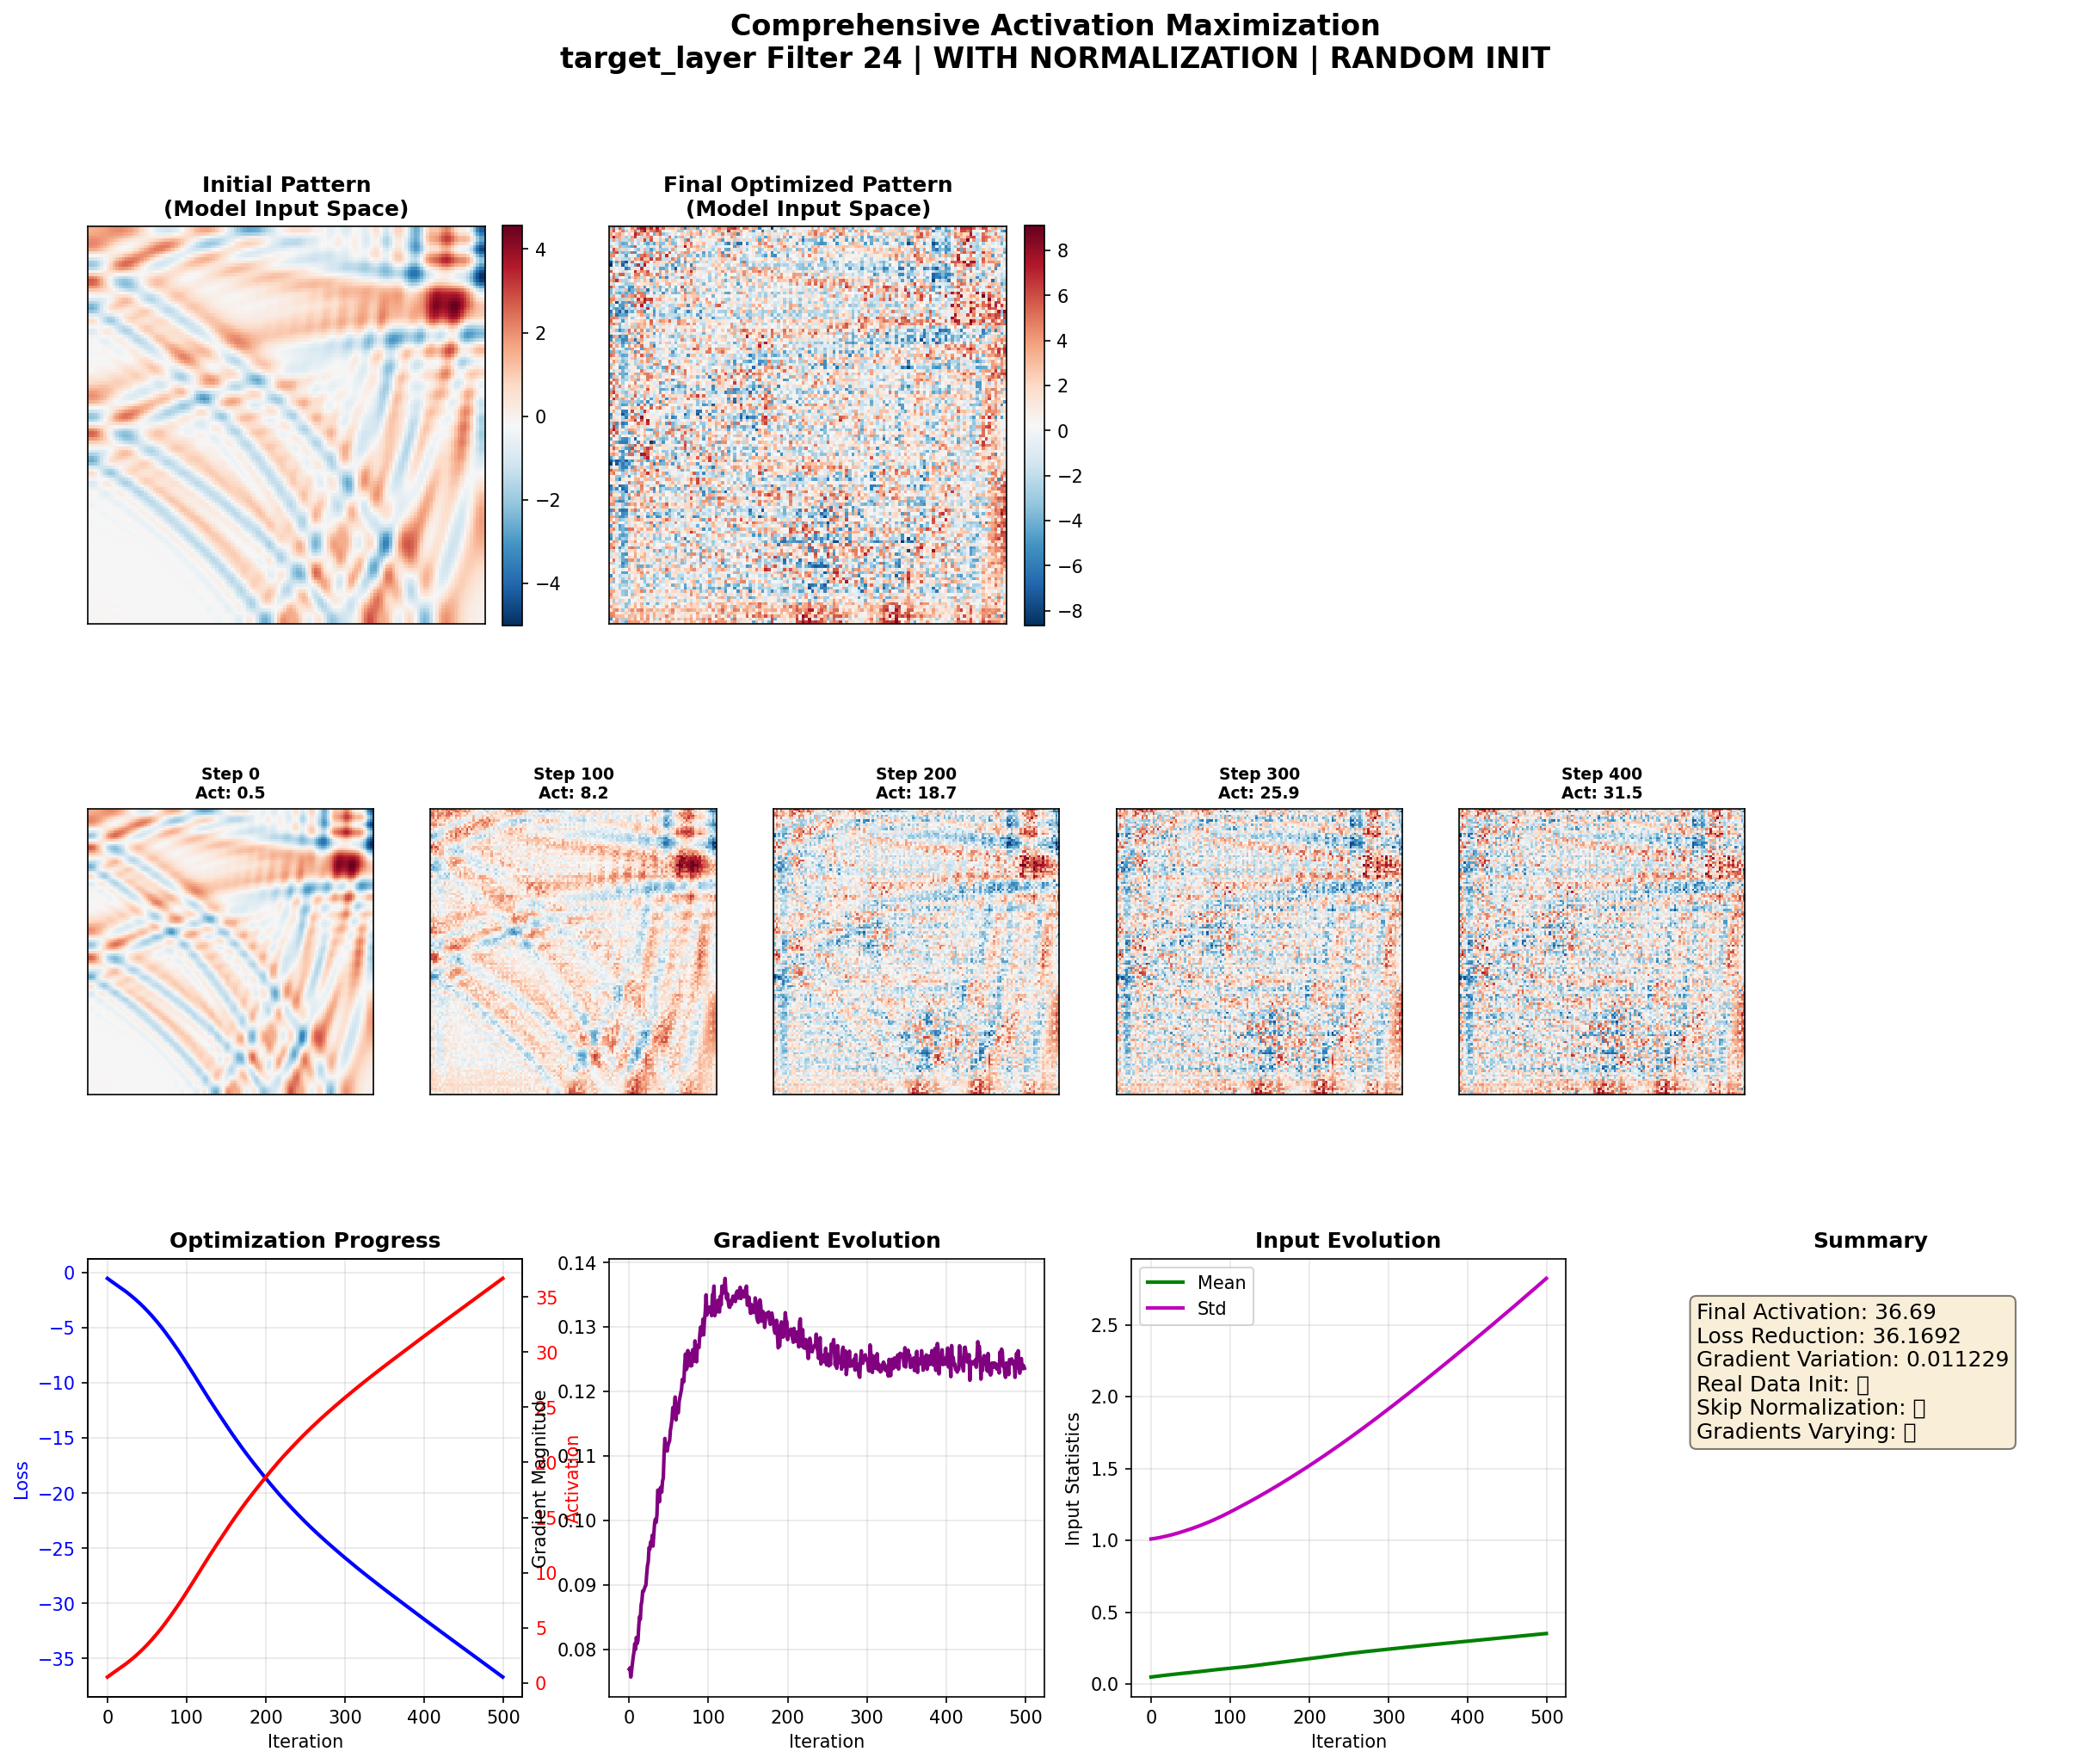 Comprehensive Activation Maximization
target_layer Filter 24 | WITH NORMALIZATION | RANDOM INIT
Initial Pattern
(Model Input Space)
4
2
0
−2
−4
Final Optimized Pattern
(Model Input Space)
8
6
4
2
0
−2
−4
−6
−8
Step 0
Act: 0.5
Step 100
Act: 8.2
Step 200
Act: 18.7
Step 300
Act: 25.9
Step 400
Act: 31.5
Optimization Progress
Loss
0
−5
−10
−15
−20
−25
−30
−35
0 100 200 300 400 500
Iteration
35
30
25
20
15
10
5
0
Activation
Gradient Evolution
Gradient Magnitude
0.14
0.13
0.12
0.11
0.10
0.09
0.08
0 100 200 300 400 500
Iteration
Input Evolution
Mean
Std
Input Statistics
2.5
2.0
1.5
1.0
0.5
0.0
0 100 200 300 400 500
Iteration
Summary
Final Activation: 36.69
Loss Reduction: 36.1692
Gradient Variation: 0.011229
Real Data Init:
Skip Normalization:
Gradients Varying: